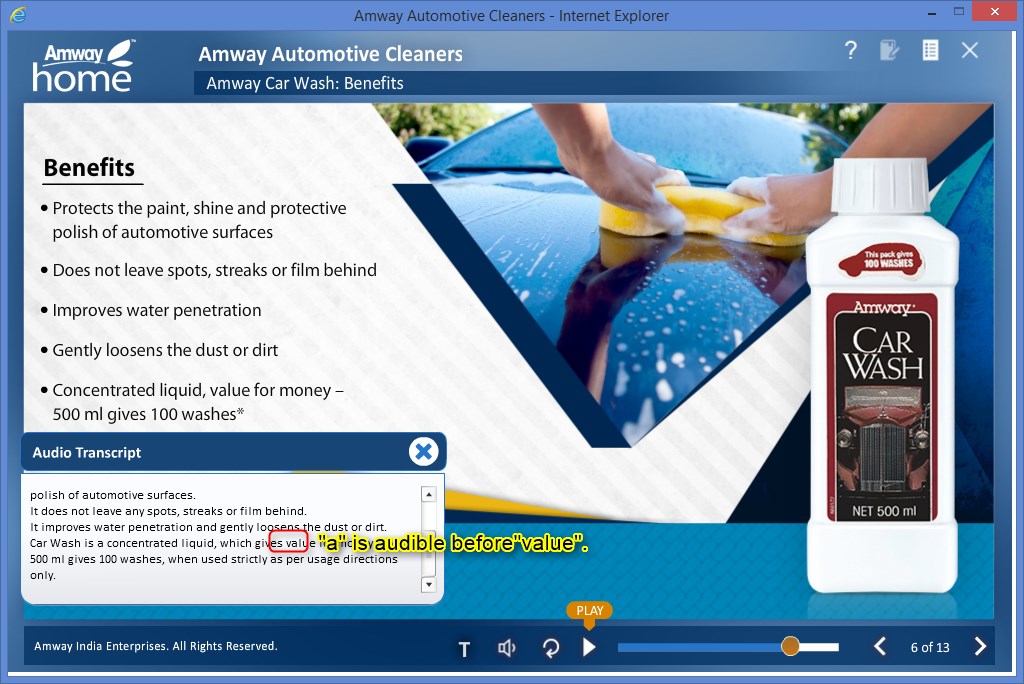 Amway Automotive Cleaners - Internet Explorer
Amway™
home
Amway Automotive Cleaners
Amway Car Wash: Benefits
?
Benefits
• Protects the paint, shine and protective
polish of automotive surfaces
• Does not leave spots, streaks or film behind
• Improves water penetration
• Gently loosens the dust or dirt
• Concentrated liquid, value for money –
500 ml gives 100 washes*
This pack gives
100 WASHES
Amway
CAR
WASH
NET 500 ml
Audio Transcript
polish of automotive surfaces.
It does not leave any spots, streaks or film behind.
It improves water penetration and gently loosens the dust or dirt.
Car Wash is a concentrated liquid, which gives value
"a" is audible before"value".
500 ml gives 100 washes, when used strictly as per usage directions
only.
PLAY
Amway India Enterprises. All Rights Reserved.
T
6 of 13